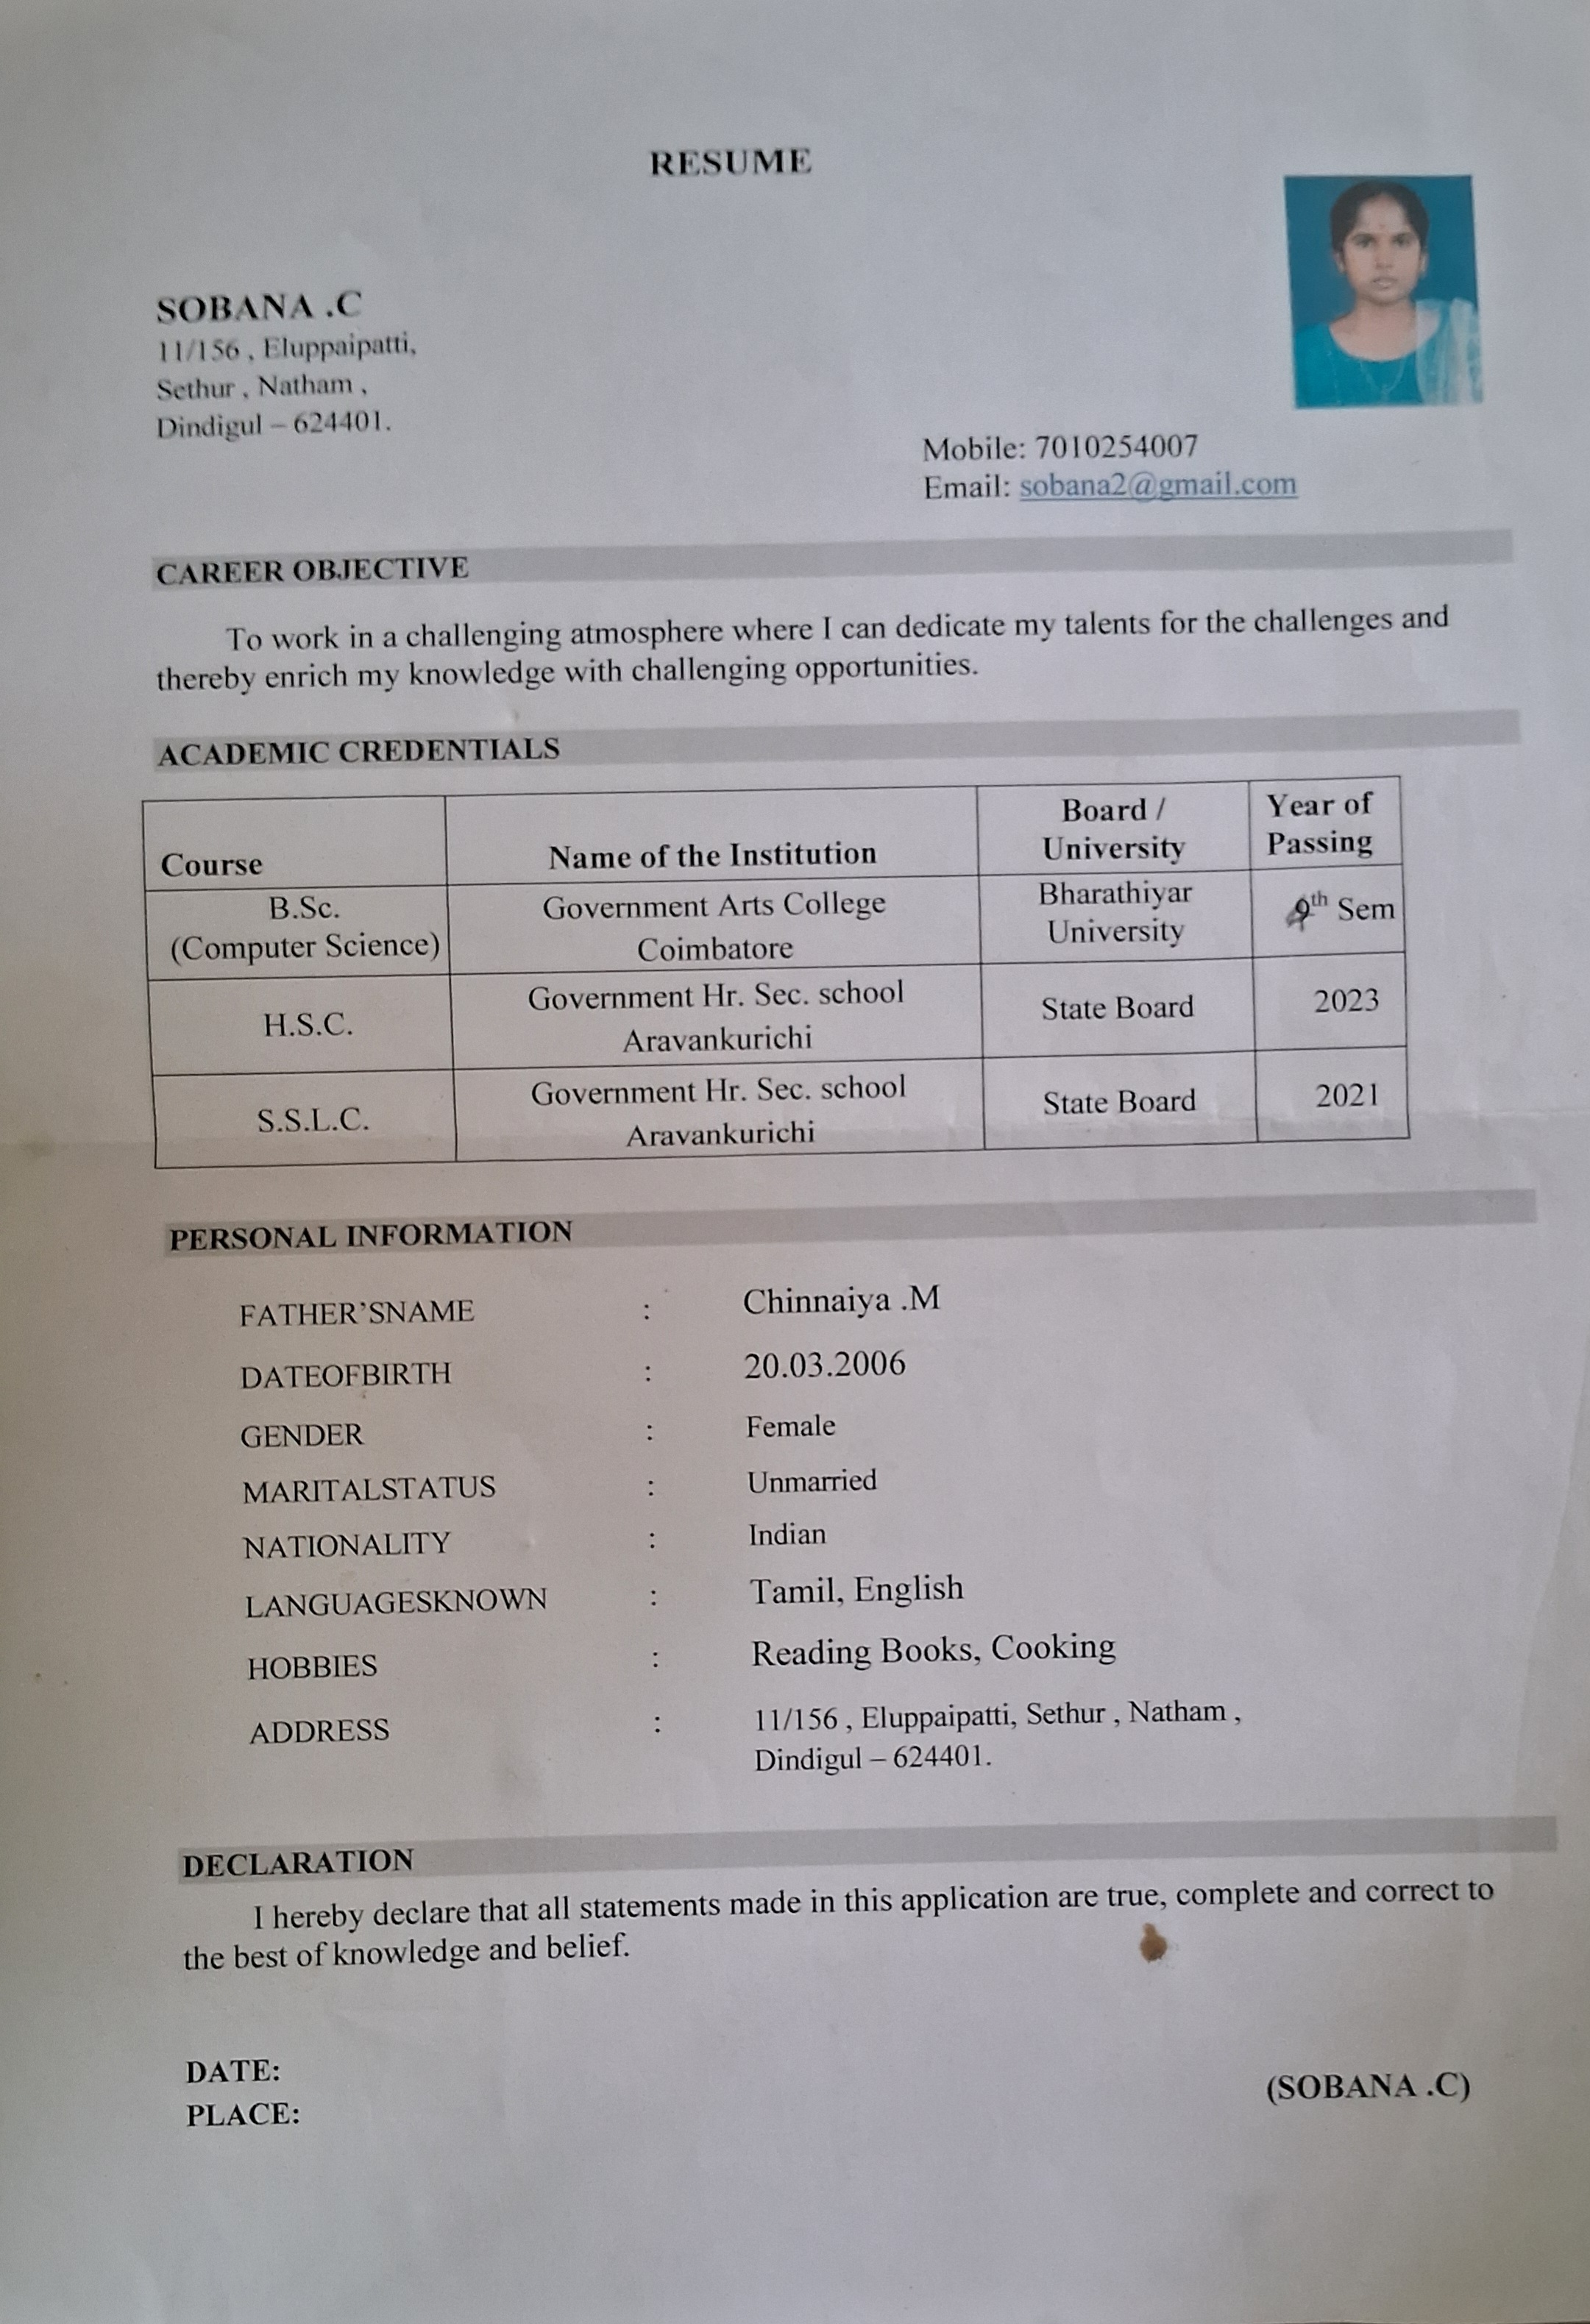 RESUME
SOBANA .C
11/156 , Eluppaipatti,
Sethur , Natham ,
Dindigul – 624401.
Mobile: 7010254007
Email: sobana2@gmail.com
CAREER OBJECTIVE
To work in a challenging atmosphere where I can dedicate my talents for the challenges and
thereby enrich my knowledge with challenging opportunities.
ACADEMIC CREDENTIALS
Course Name of the Institution Board / University Year of Passing
B.Sc. (Computer Science) Government Arts College Coimbatore Bharathiyar University Sem
H.S.C. Government Hr. Sec. school Aravankurichi State Board 2023
S.S.L.C. Government Hr. Sec. school Aravankurichi State Board 2021
PERSONAL INFORMATION
FATHER'SNAME : Chinnaiya .M
DATEOFBIRTH : 20.03.2006
GENDER : Female
MARITALSTATUS : Unmarried
NATIONALITY : Indian
LANGUAGESKNOWN : Tamil, English
HOBBIES : Reading Books, Cooking
ADDRESS : 11/156 , Eluppaipatti, Sethur , Natham ,
Dindigul – 624401.
DECLARATION
I hereby declare that all statements made in this application are true, complete and correct to
the best of knowledge and belief.
DATE:
PLACE:
(SOBANA .C)